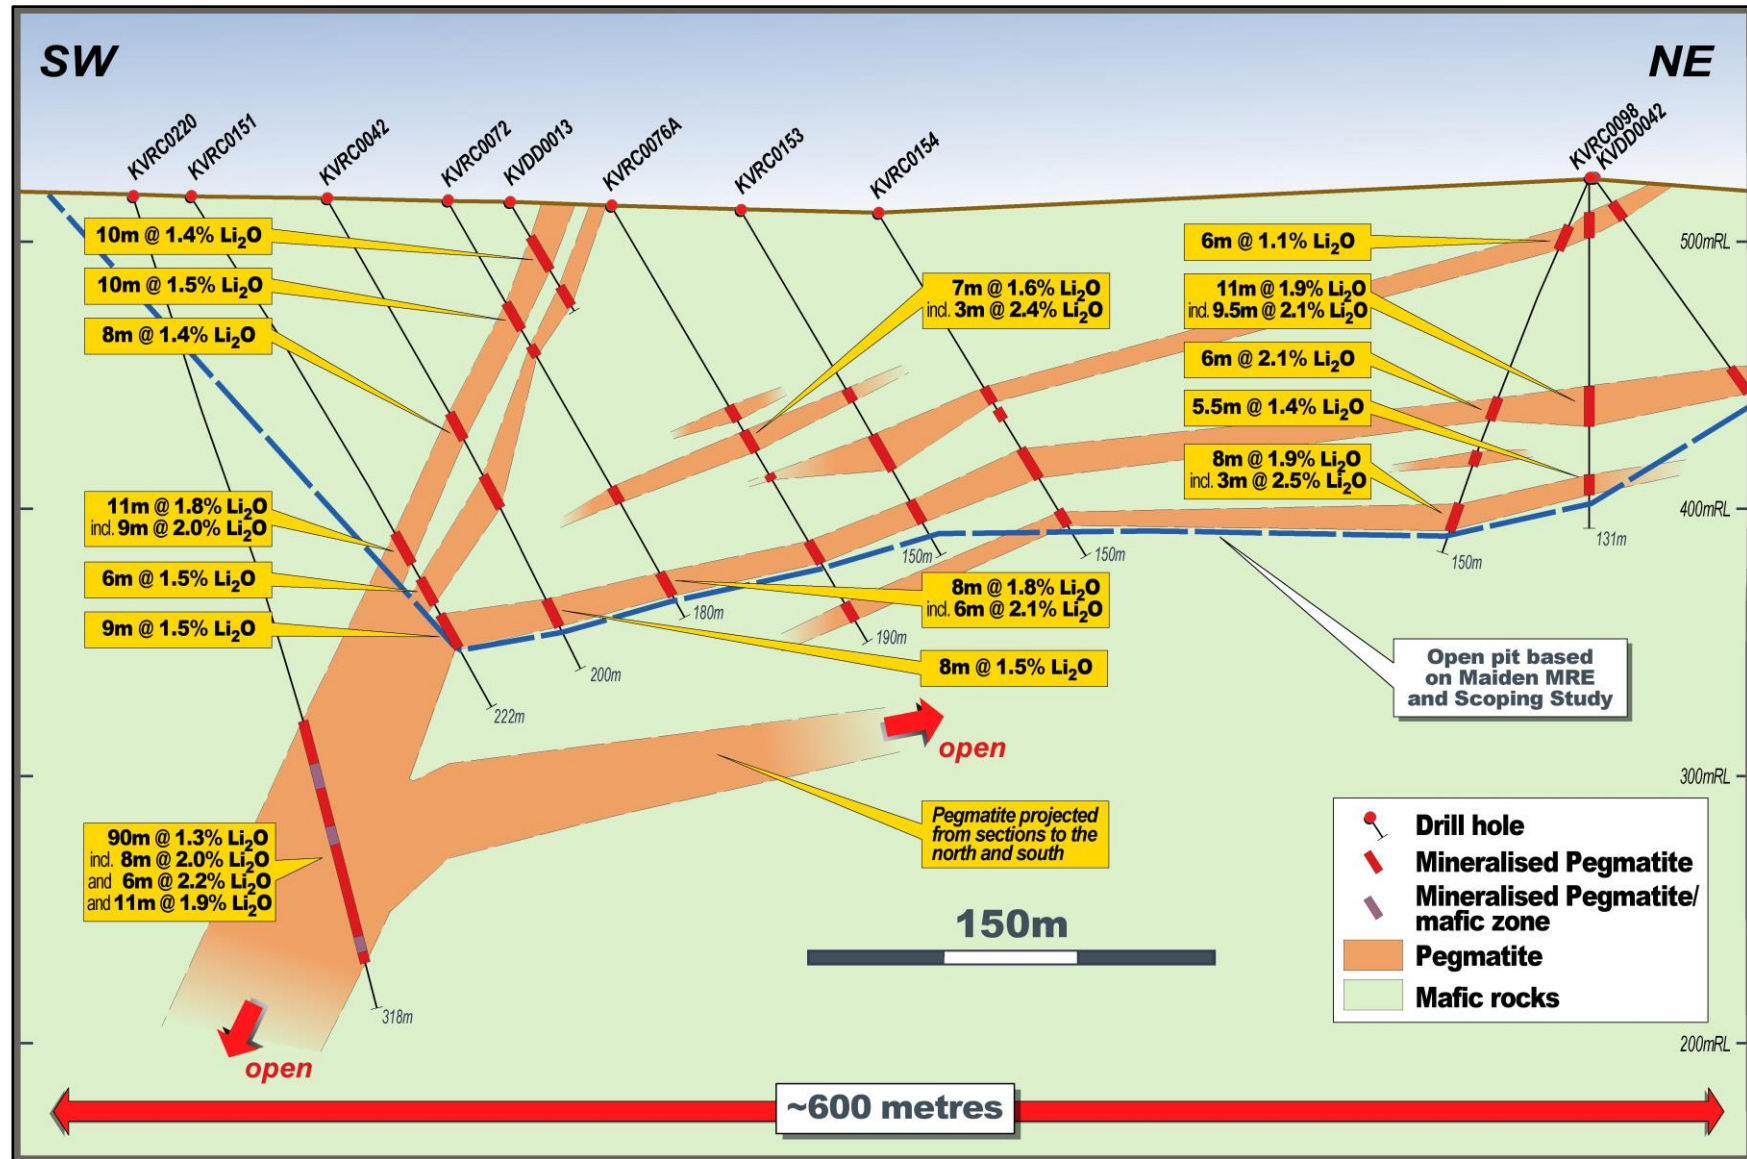 SW
NE
KVRC0220
KVRC0151
KVRC0042
KVRC0072
KVDD0013
KVRC0076A
KVRC0153
KVRC0154
KVRC0098
KVDD0042
10m @ 1.4% Li₂O
10m @ 1.5% Li₂O
8m @ 1.4% Li₂O
11m @ 1.8% Li₂O
incl. 9m @ 2.0% Li₂O
6m @ 1.5% Li₂O
9m @ 1.5% Li₂O
90m @ 1.3% Li₂O
incl. 8m @ 2.0% Li₂O
and 6m @ 2.2% Li₂O
and 11m @ 1.9% Li₂O
7m @ 1.6% Li₂O
incl. 3m @ 2.4% Li₂O
8m @ 1.8% Li₂O
incl. 6m @ 2.1% Li₂O
8m @ 1.5% Li₂O
6m @ 1.1% Li₂O
11m @ 1.9% Li₂O
incl. 9.5m @ 2.1% Li₂O
6m @ 2.1% Li₂O
5.5m @ 1.4% Li₂O
8m @ 1.9% Li₂O
incl. 3m @ 2.5% Li₂O
500mRL
400mRL
300mRL
200mRL
318m
222m
200m
180m
190m
150m
150m
150m
131m
Open pit based
on Maiden MRE
and Scoping Study
open
Pegmatite projected
from sections to the
north and south
150m
open
Drill hole
Mineralised Pegmatite
Mineralised Pegmatite/
mafic zone
Pegmatite
Mafic rocks
~600 metres